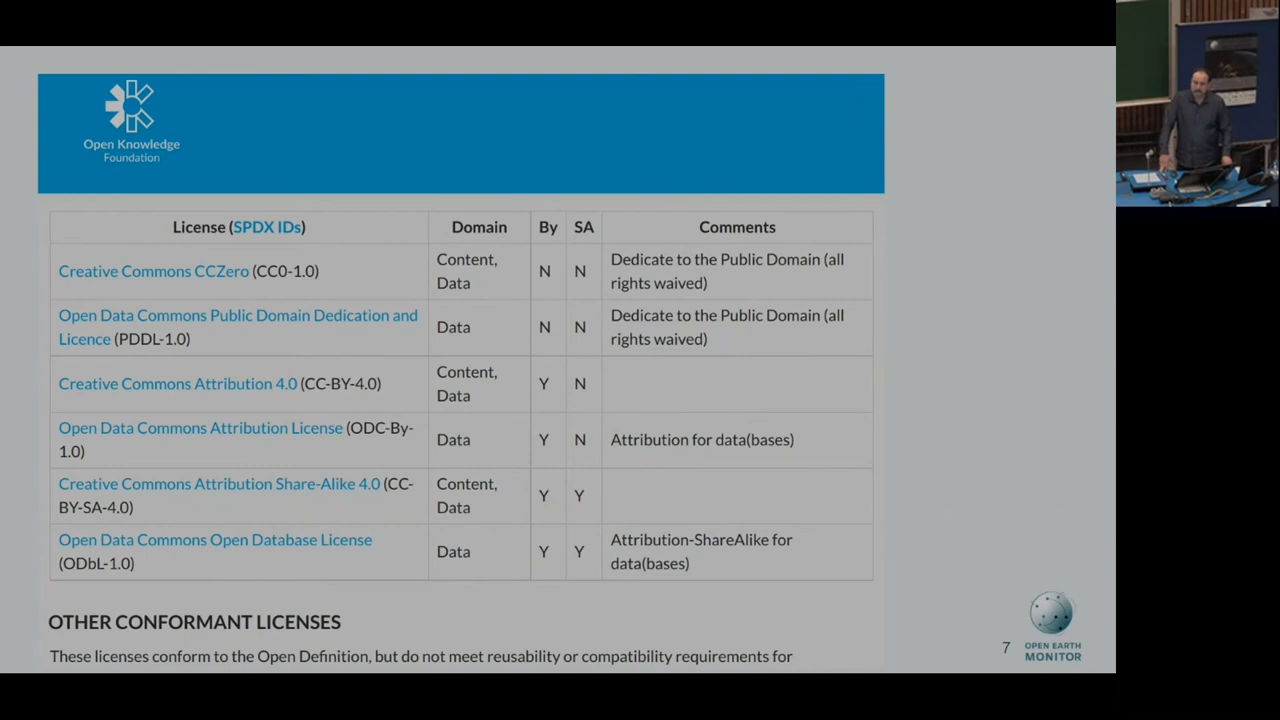 Open Knowledge
Foundation
License (SPDX IDs) Domain By SA Comments
Creative Commons CCZero (CC0-1.0) Content, Data N N Dedicate to the Public Domain (all rights waived)
Open Data Commons Public Domain Dedication and Licence (PDDL-1.0) Data N N Dedicate to the Public Domain (all rights waived)
Creative Commons Attribution 4.0 (CC-BY-4.0) Content, Data Y N
Open Data Commons Attribution License (ODC-By-1.0) Data Y N Attribution for data(bases)
Creative Commons Attribution Share-Alike 4.0 (CC-BY-SA-4.0) Content, Data Y Y
Open Data Commons Open Database License (ODbL-1.0) Data Y Y Attribution-ShareAlike for data(bases)
OTHER CONFORMANT LICENSES
These licenses conform to the Open Definition, but do not meet reusability or compatibility requirements for
7
OPEN EARTH
MONITOR